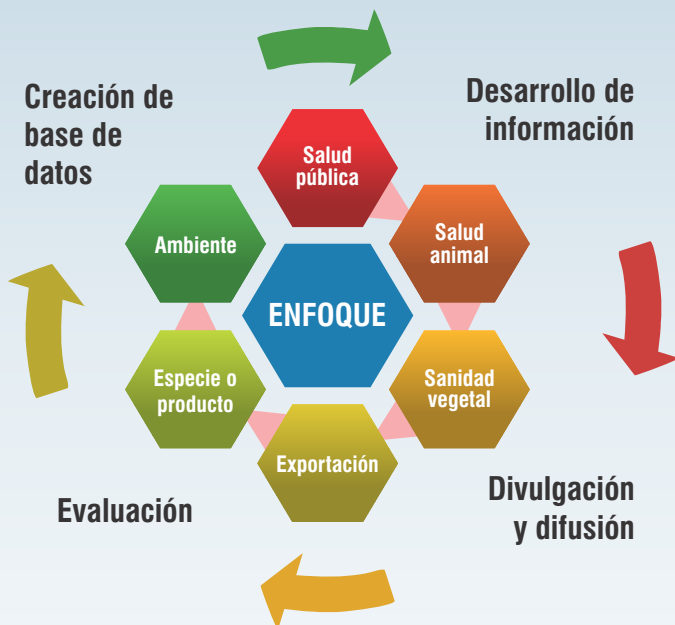 Creación de
base de
datos
Desarrollo de
información
Salud
pública
Ambiente
Salud
animal
ENFOQUE
Especie o
producto
Sanidad
vegetal
Exportación
Evaluación
Divulgación
y difusión